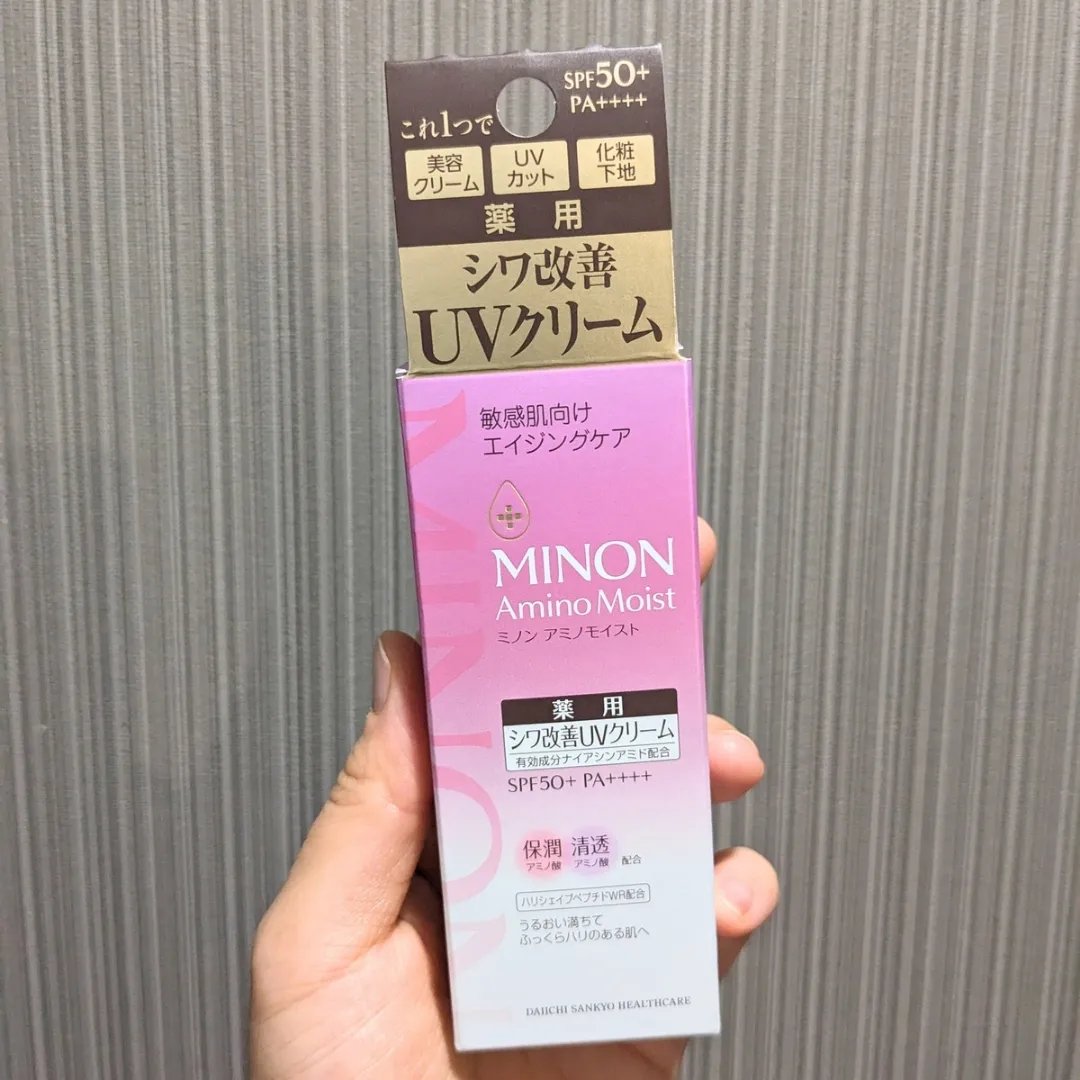 SPF50+
PA++++
これ1つで
美容
クリーム
UV
カット
化粧
下地
薬 用
シワ改善
UVクリーム
敏感肌向け
エイジングケア
MINON
MINON
Amino Moist
ミノン アミノモイスト
薬 用
シワ改善UVクリーム
有効成分ナイアシンアミド配合
SPF50+ PA++++
保潤 清透
アミノ酸 アミノ酸 配合
ハリシェイプペプチドWR配合
うるおい満ちて
ふっくらハリのある肌へ
DAIICHI SANKYO HEALTHCARE